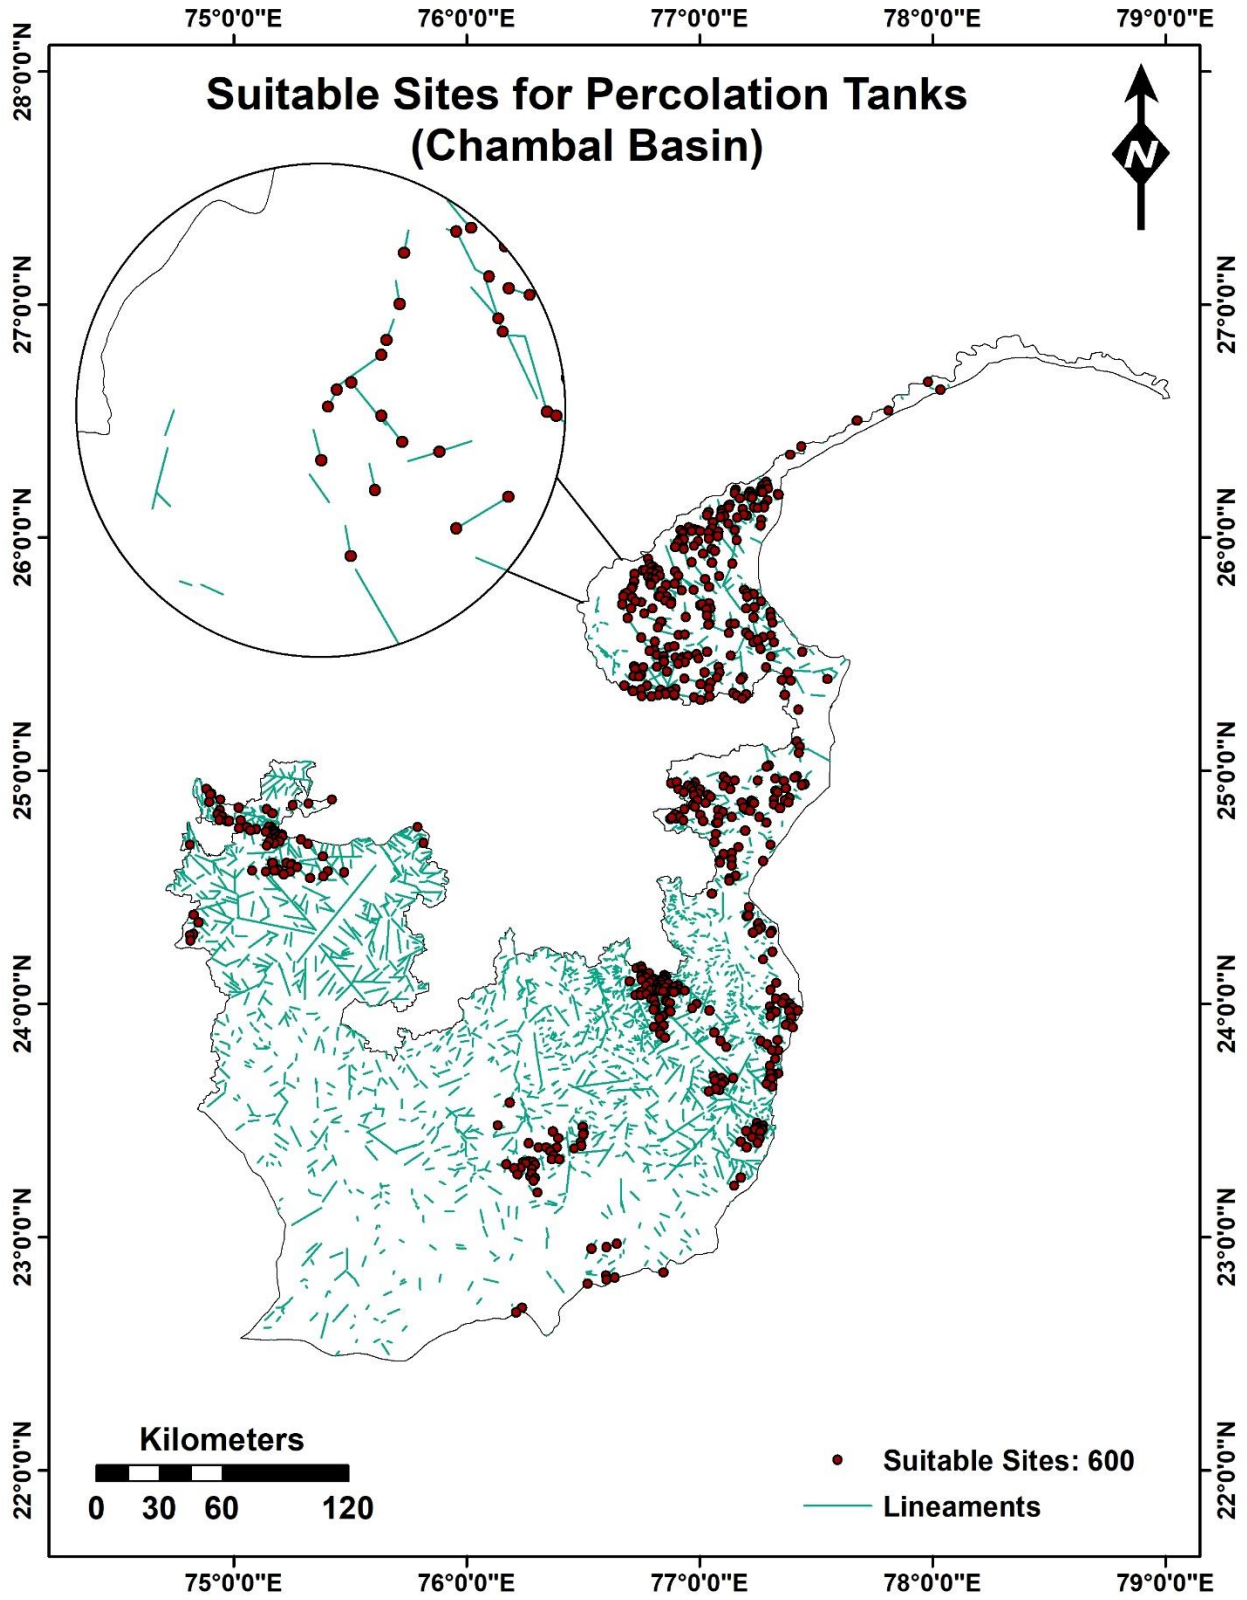 75°0'0"E 76°0'0"E 77°0'0"E 78°0'0"E 79°0'0"E
Suitable Sites for Percolation Tanks
(Chambal Basin)
N
28°0'0"N
27°0'0"N 27°0'0"N
26°0'0"N 26°0'0"N
25°0'0"N 25°0'0"N
24°0'0"N 24°0'0"N
23°0'0"N 23°0'0"N
22°0'0"N 22°0'0"N
Kilometers
0 30 60 120
Suitable Sites: 600
Lineaments
75°0'0"E 76°0'0"E 77°0'0"E 78°0'0"E 79°0'0"E